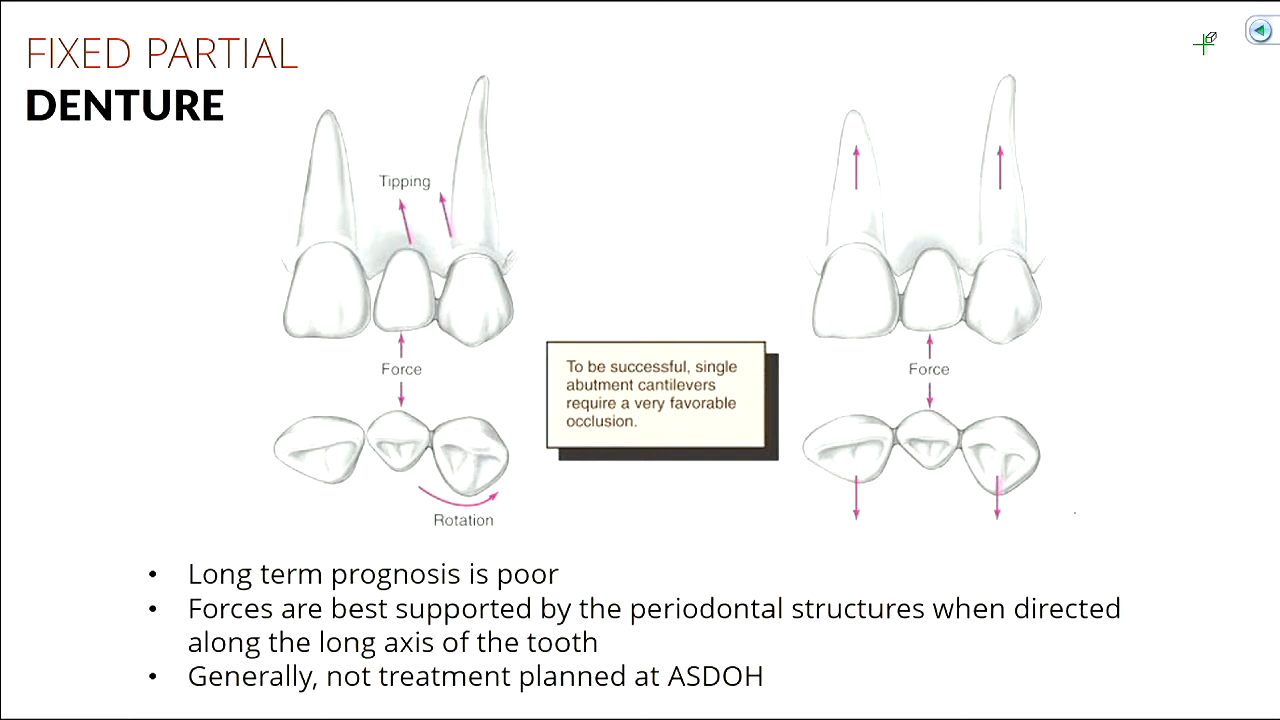 FIXED PARTIAL
DENTURE
Tipping
Force
Rotation
To be successful, single
abutment cantilevers
require a very favorable
occlusion.
Force
• Long term prognosis is poor
• Forces are best supported by the periodontal structures when directed
along the long axis of the tooth
• Generally, not treatment planned at ASDOH